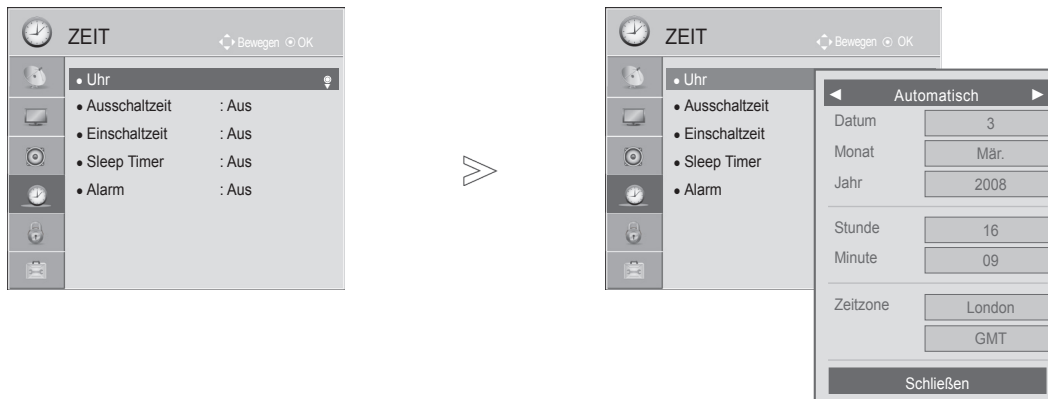 ZEIT
Bewegen OK
• Uhr
• Ausschaltzeit : Aus
• Einschaltzeit : Aus
• Sleep Timer : Aus
• Alarm : Aus
ZEIT
Bewegen OK
• Uhr
• Ausschaltzeit
• Einschaltzeit
• Sleep Timer
• Alarm
◄ Automatisch ►
Datum 3
Monat Mär.
Jahr 2008
Stunde 16
Minute 09
Zeitzone London
GMT
Schließen